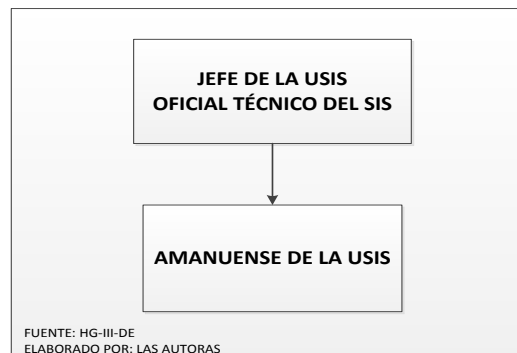 JEFE DE LA USIS
OFICIAL TÉCNICO DEL SIS
AMANUENSE DE LA USIS
FUENTE: HG-III-DE
ELABORADO POR: LAS AUTORAS